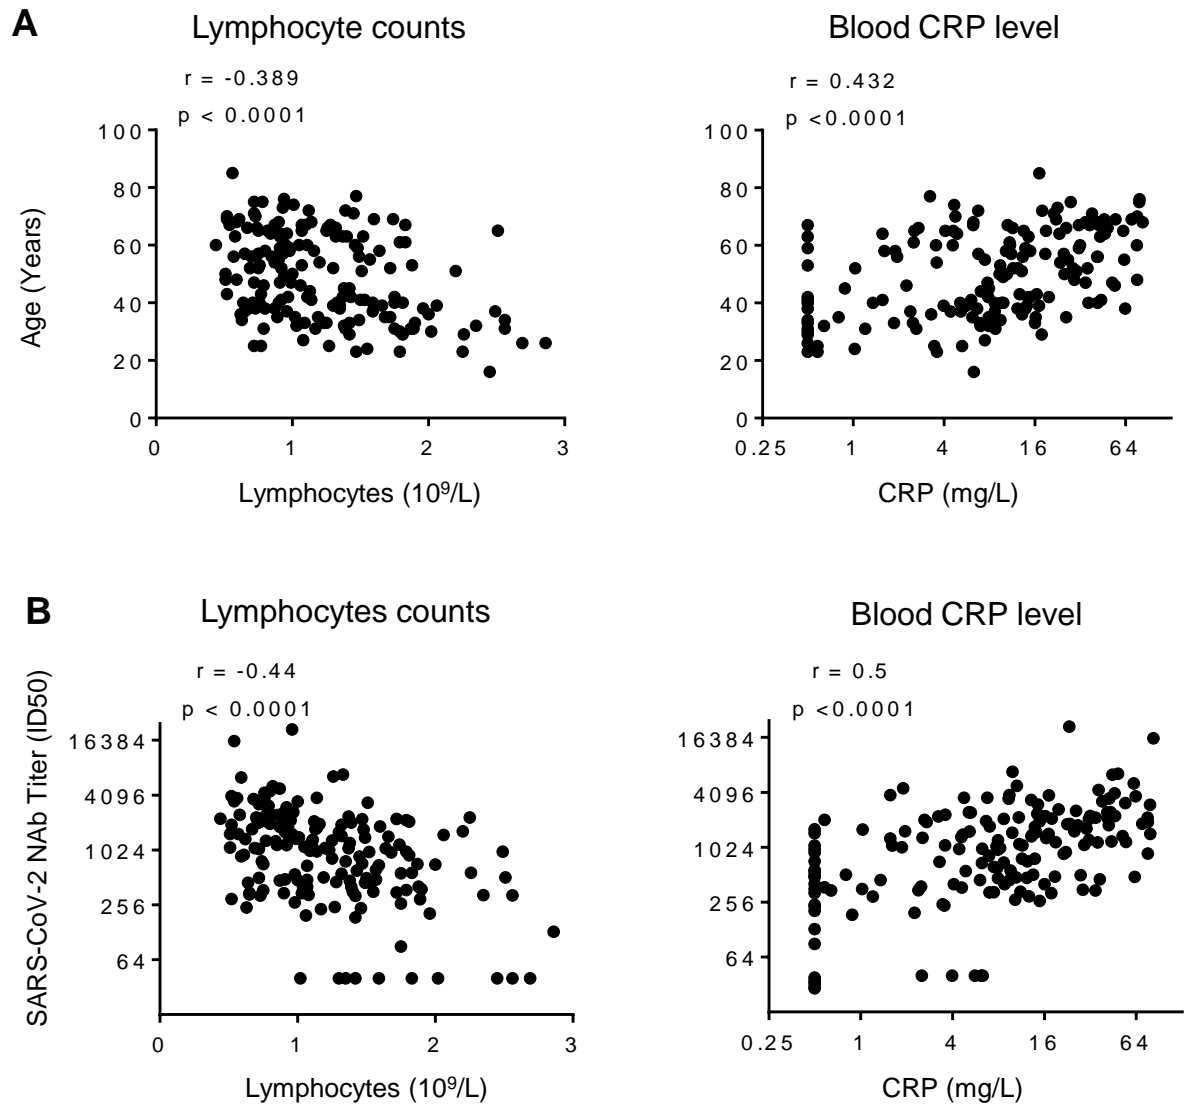 A
Lymphocyte counts
r = -0.389
p < 0.0001
Age (Years)
100
80
60
40
20
0
0 1 2 3
Lymphocytes (10⁹/L)
Blood CRP level
r = 0.432
p <0.0001
100
80
60
40
20
0
0.25 1 4 16 64
CRP (mg/L)
B
Lymphocytes counts
r = -0.44
p < 0.0001
SARS-CoV-2 NAb Titer (ID50)
16384
4096
1024
256
64
0 1 2 3
Lymphocytes (10⁹/L)
Blood CRP level
r = 0.5
p <0.0001
16384
4096
1024
256
64
0.25 1 4 16 64
CRP (mg/L)